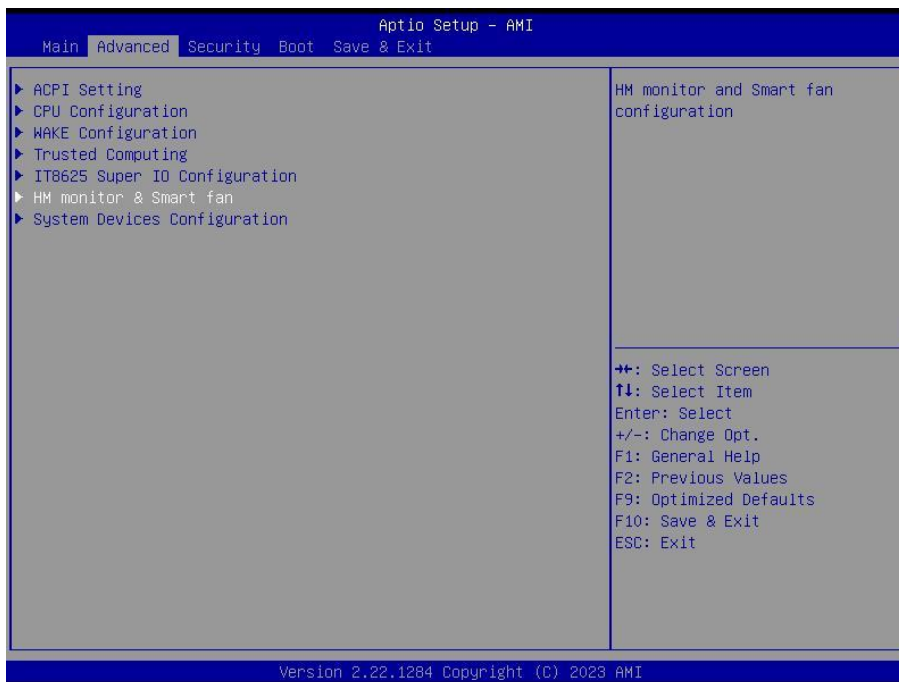 Aptio Setup - AMI
Main Advanced Security Boot Save & Exit
▶ ACPI Setting
▶ CPU Configuration
▶ WAKE Configuration
▶ Trusted Computing
▶ IT8625 Super IO Configuration
▶ HM monitor & Smart fan
▶ System Devices Configuration
HM monitor and Smart fan
configuration
→←: Select Screen
↑↓: Select Item
Enter: Select
+/-: Change Opt.
F1: General Help
F2: Previous Values
F9: Optimized Defaults
F10: Save & Exit
ESC: Exit
Version 2.22.1284 Copyright (C) 2023 AMI